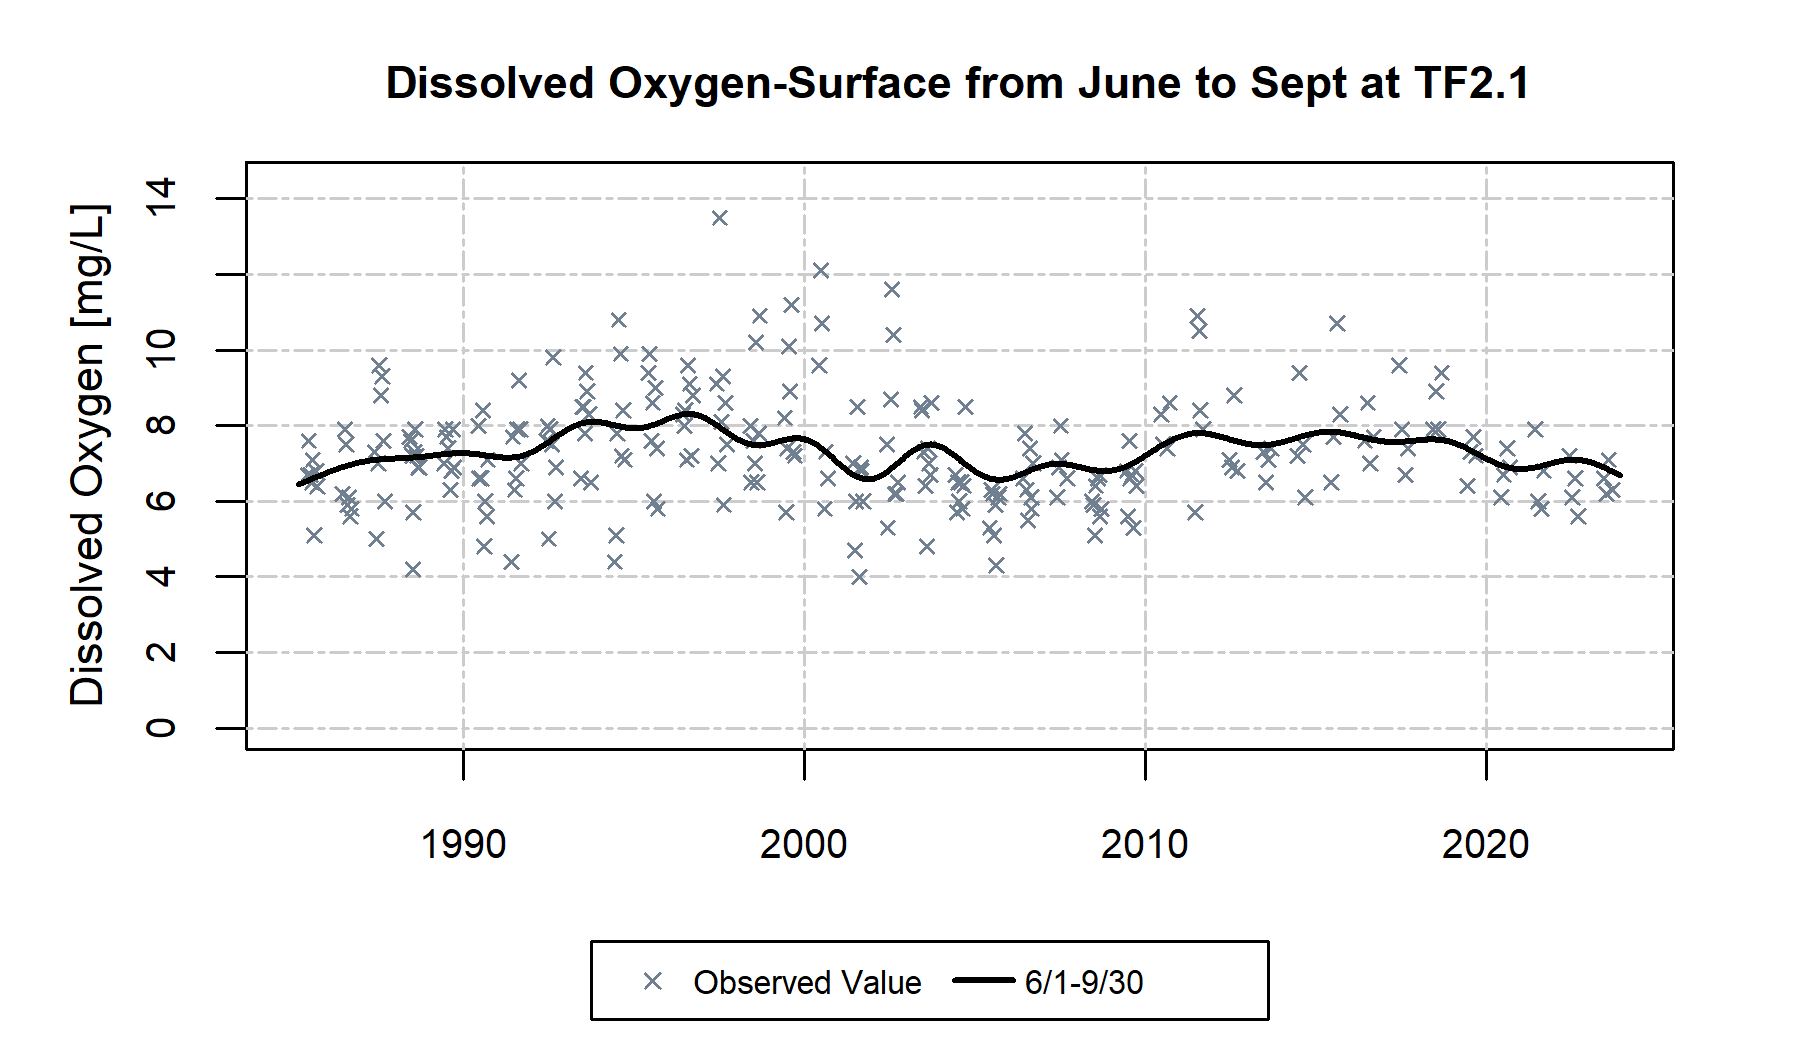 Dissolved Oxygen-Surface from June to Sept at TF2.1
Dissolved Oxygen [mg/L]
14
10
8
6
4
2
0
1990 2000 2010 2020
Observed Value 6/1-9/30